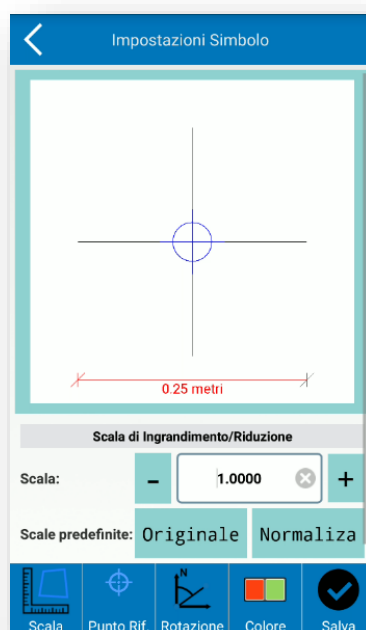 Impostazioni Simbolo
0.25 metri
Scala di Ingrandimento/Riduzione
Scala: - 1.0000 +
Scale predefinite: Originale Normaliza
N
Scala Punto Rif. Rotazione Colore Salva